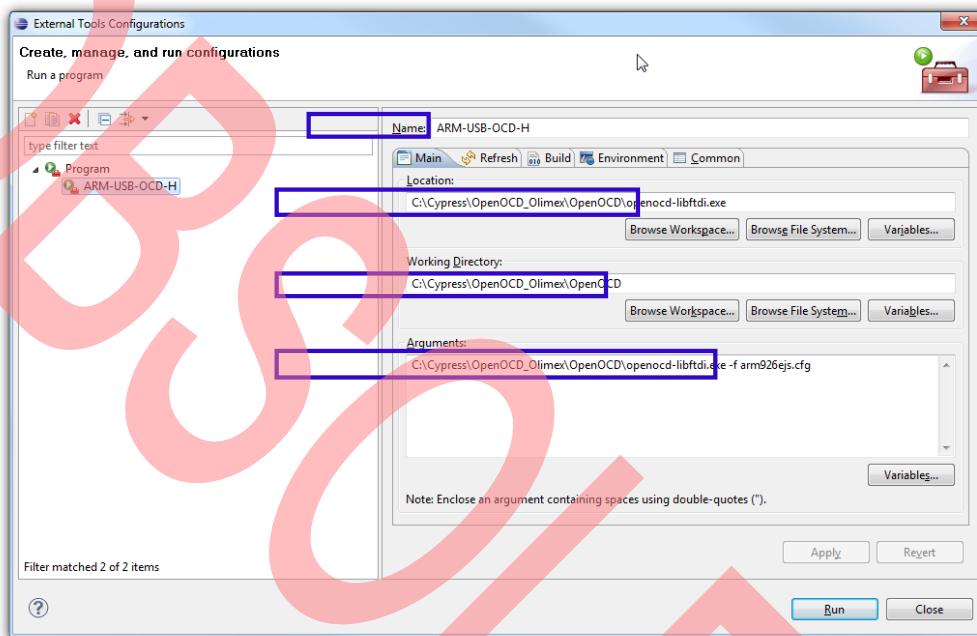 External Tools Configurations
Create, manage, and run configurations
Run a program
type filter text
Program
ARM-USB-OCD-H
Filter matched 2 of 2 items
Name: ARM-USB-OCD-H
Main Refresh Build Environment Common
Location:
C:\Cypress\OpenOCD_Olimex\OpenOCD\openocd-libftdi.exe
Browse Workspace... Browse File System... Variables...
Working Directory:
C:\Cypress\OpenOCD_Olimex\OpenOCD
Browse Workspace... Browse File System... Variables...
Arguments:
C:\Cypress\OpenOCD_Olimex\OpenOCD\openocd-libftdi.exe -f arm926ejs.cfg
Variables...
Note: Enclose an argument containing spaces using double-quotes (").
Apply Revert
Run Close